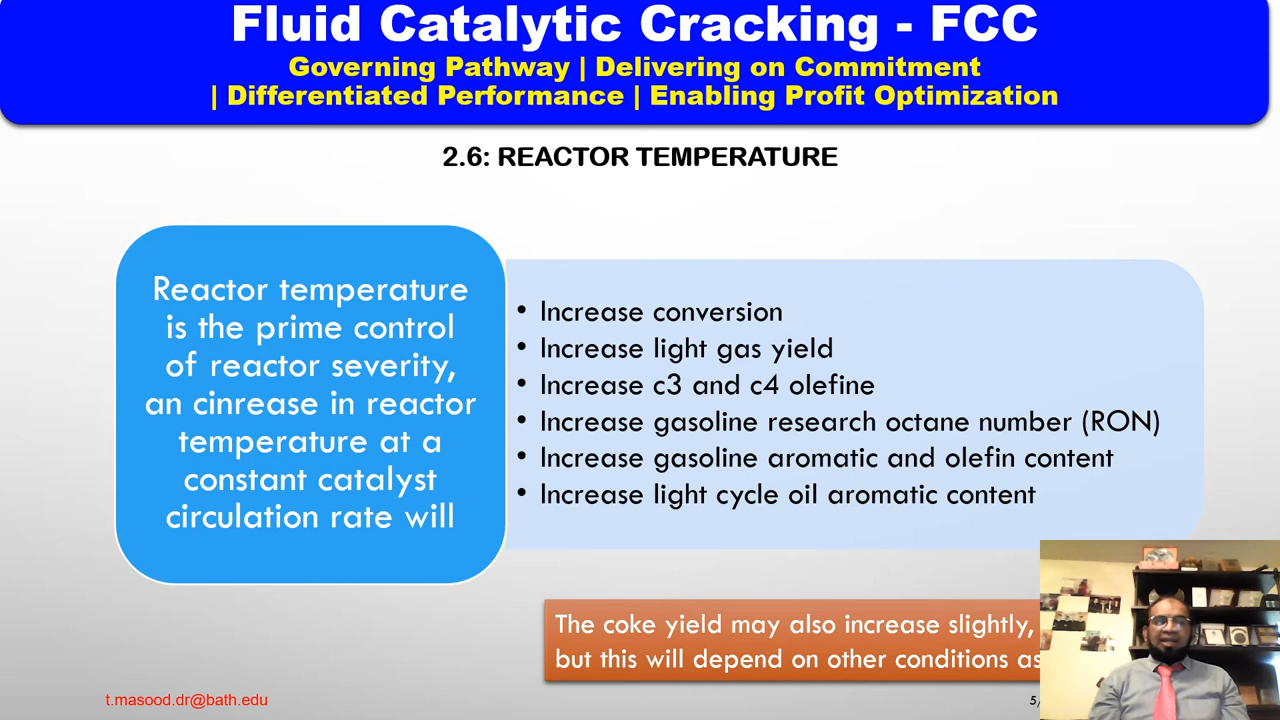 Fluid Catalytic Cracking - FCC
Governing Pathway | Delivering on Commitment
| Differentiated Performance | Enabling Profit Optimization
2.6: REACTOR TEMPERATURE
Reactor temperature
is the prime control
of reactor severity,
an cinrease in reactor
temperature at a
constant catalyst
circulation rate will
• Increase conversion
• Increase light gas yield
• Increase c3 and c4 olefine
• Increase gasoline research octane number (RON)
• Increase gasoline aromatic and olefin content
• Increase light cycle oil aromatic content
The coke yield may also increase slightly,
but this will depend on other conditions as
t.masood.dr@bath.edu
5/